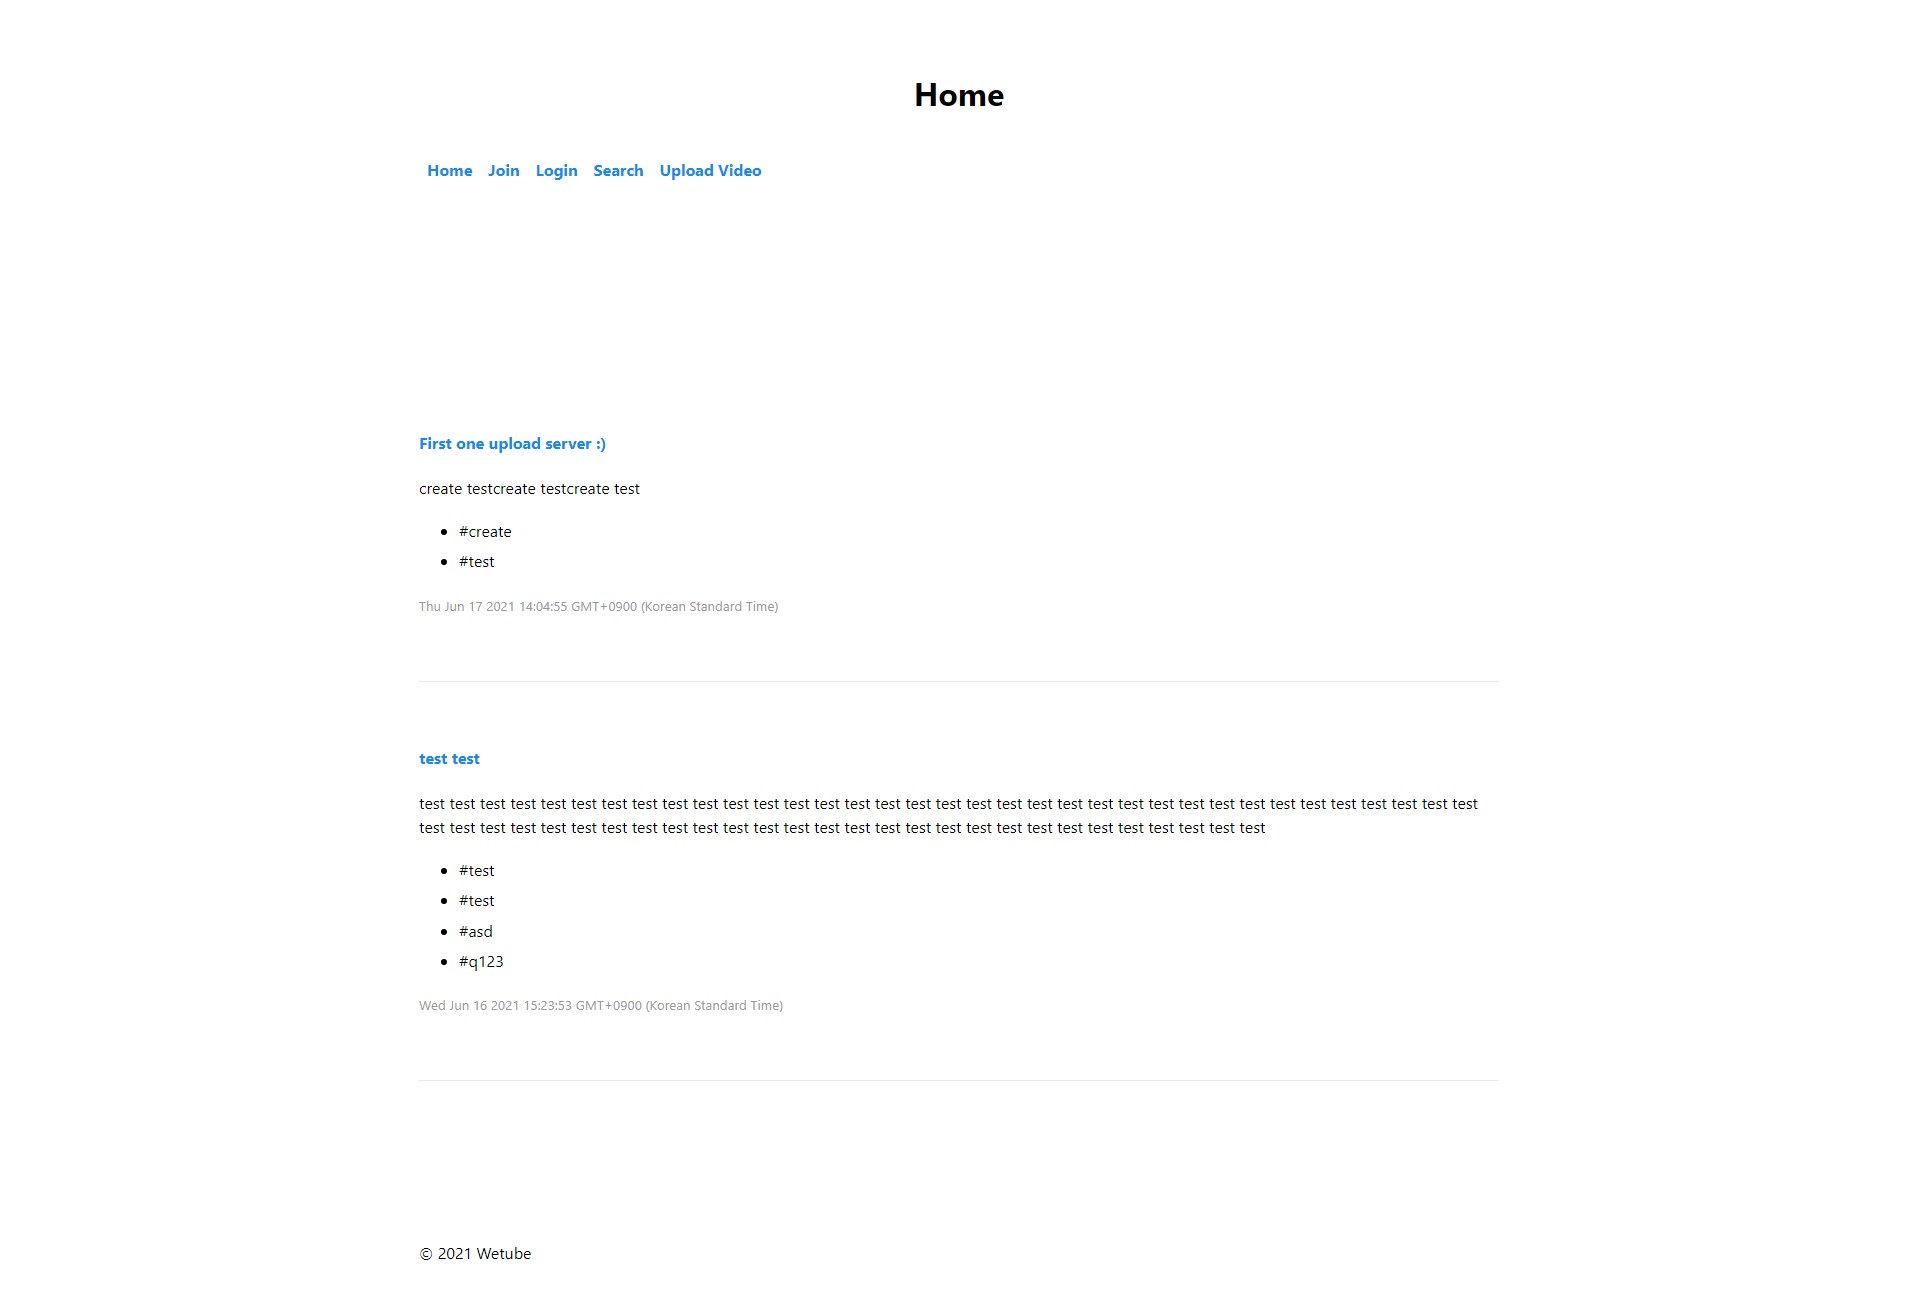 Home
Home Join Login Search Upload Video
First one upload server :)
create testcreate testcreate test
• #create
• #test
Thu Jun 17 2021 14:04:55 GMT+0900 (Korean Standard Time)
test test
test test test test test test test test test test test test test test test test test test test test test test test test test test test test test test test test test test test
test test test test test test test test test test test test test test test test test test test test test test test test test test test test
• #test
• #test
• #asd
• #q123
Wed Jun 16 2021 15:23:53 GMT+0900 (Korean Standard Time)
© 2021 Wetube